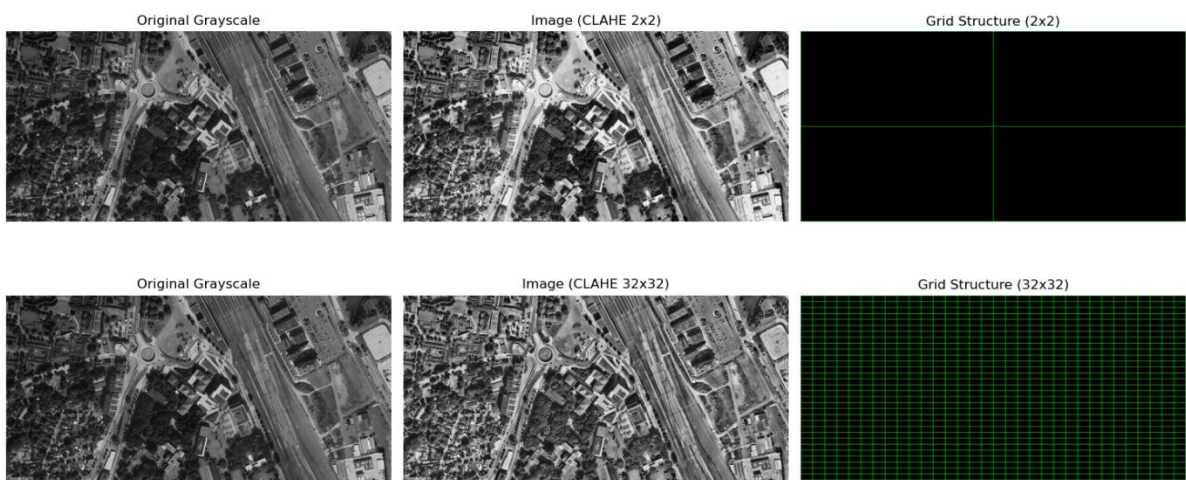 Original Grayscale
Image (CLAHE 2x2)
Grid Structure (2x2)
Original Grayscale
Image (CLAHE 32x32)
Grid Structure (32x32)